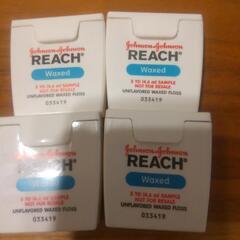 Johnson & Johnson
REACH®
Waxed
5 YD (4.6 m) SAMPLE
NOT FOR RESALE
UNFLAVORED WAXED FLOSS
033419
Johnson & Johnson
REACH®
Waxed
5 YD (4.6 m) SAMPLE
NOT FOR RESALE
UNFLAVORED WAXED FLOSS
033419
Johnson & Johnson
REACH®
Waxed
5 YD (4.6 m) SAMPLE
NOT FOR RESALE
UNFLAVORED WAXED FLOSS
033419
Johnson & Johnson
REACH®
Waxed
5 YD (4.6 m) SAMPLE
NOT FOR RESALE
UNFLAVORED WAXED FLOSS
033419